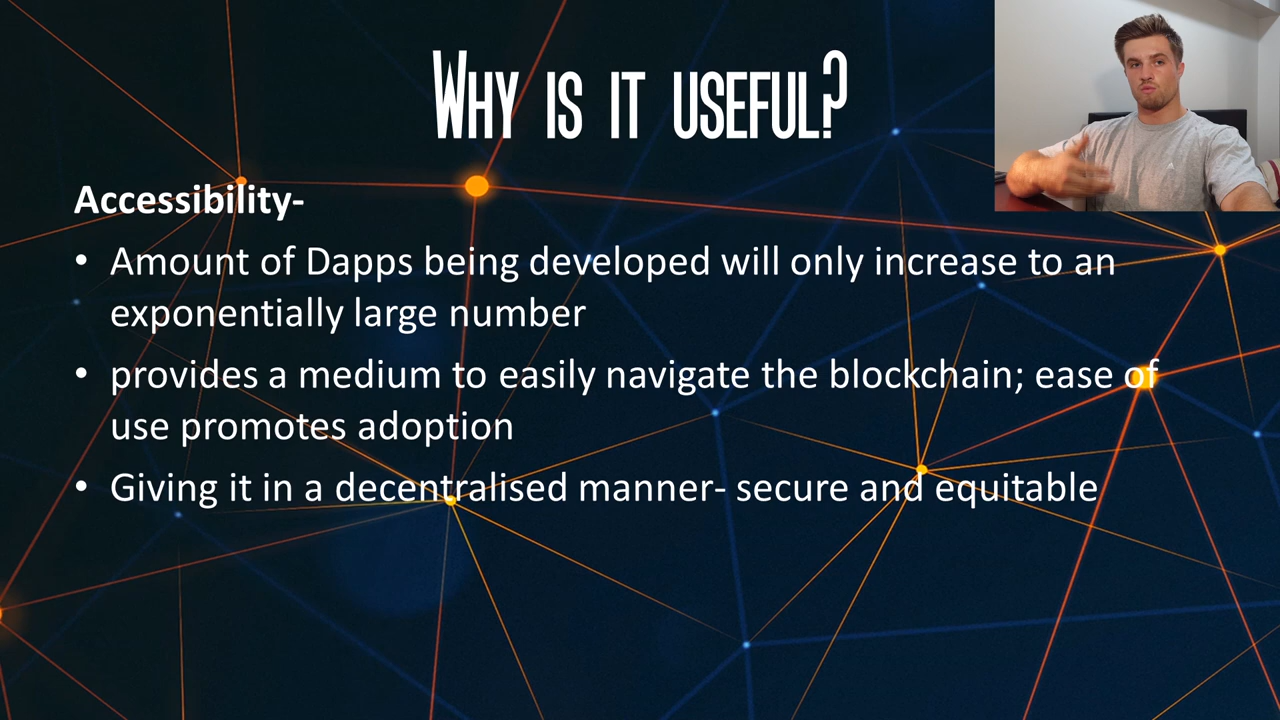 Why is it useful?
Accessibility-
• Amount of Dapps being developed will only increase to an
exponentially large number
• provides a medium to easily navigate the blockchain; ease of
use promotes adoption
• Giving it in a decentralised manner- secure and equitable